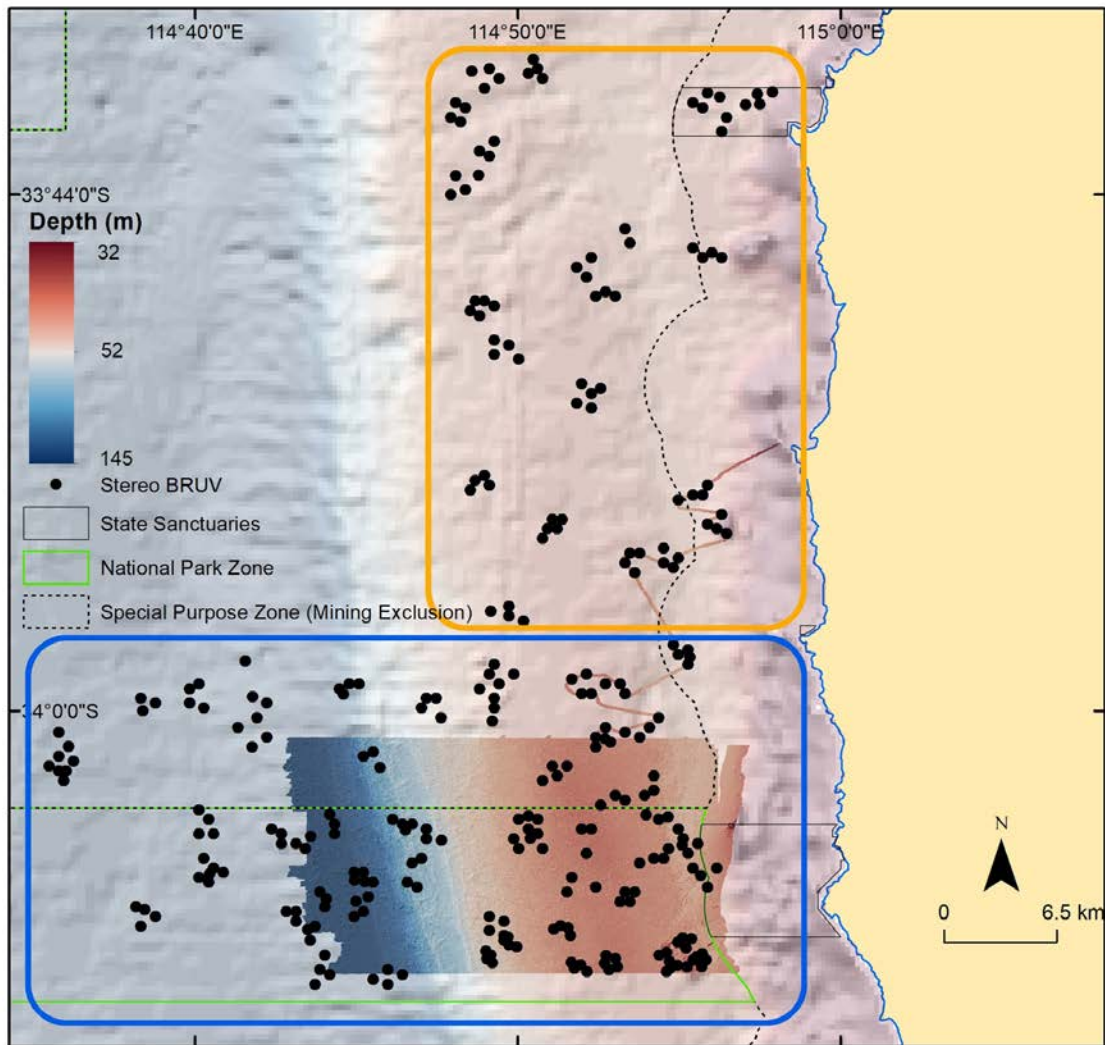 114°40'0"E
114°50'0"E
115°0'0"E
33°44'0"S
Depth (m)
32
52
145
Stereo BRUV
State Sanctuaries
National Park Zone
Special Purpose Zone (Mining Exclusion)
34°0'0"S
N
0 6.5 km